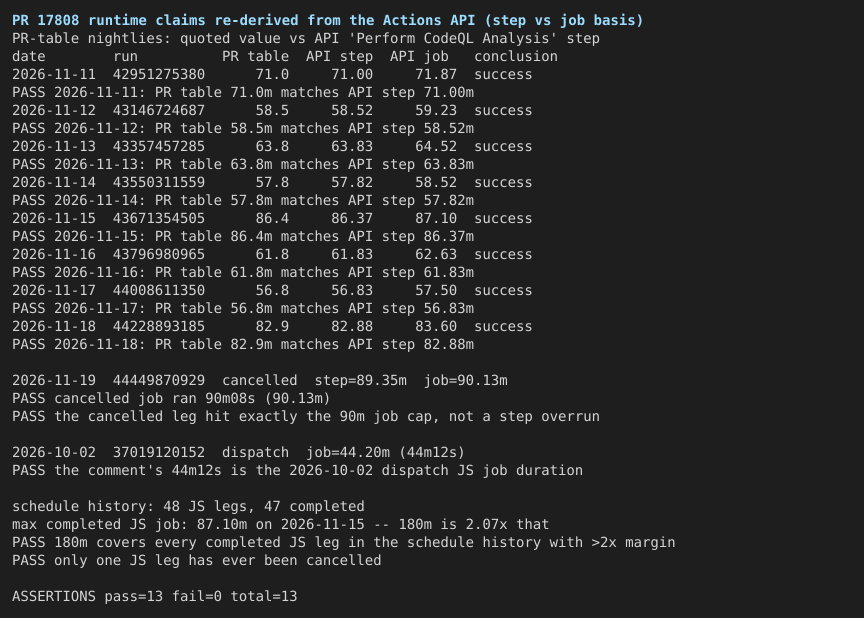 PR 17808 runtime claims re-derived from the Actions API (step vs job basis)
PR-table nightlies: quoted value vs API 'Perform CodeQL Analysis' step
date run PR table API step API job conclusion
2026-11-11 42951275380 71.0 71.00 71.87 success
PASS 2026-11-11: PR table 71.0m matches API step 71.00m
2026-11-12 43146724687 58.5 58.52 59.23 success
PASS 2026-11-12: PR table 58.5m matches API step 58.52m
2026-11-13 43357457285 63.8 63.83 64.52 success
PASS 2026-11-13: PR table 63.8m matches API step 63.83m
2026-11-14 43550311559 57.8 57.82 58.52 success
PASS 2026-11-14: PR table 57.8m matches API step 57.82m
2026-11-15 43671354505 86.4 86.37 87.10 success
PASS 2026-11-15: PR table 86.4m matches API step 86.37m
2026-11-16 43796980965 61.8 61.83 62.63 success
PASS 2026-11-16: PR table 61.8m matches API step 61.83m
2026-11-17 44008611350 56.8 56.83 57.50 success
PASS 2026-11-17: PR table 56.8m matches API step 56.83m
2026-11-18 44228893185 82.9 82.88 83.60 success
PASS 2026-11-18: PR table 82.9m matches API step 82.88m
2026-11-19 44449870929 cancelled step=89.35m job=90.13m
PASS cancelled job ran 90m08s (90.13m)
PASS the cancelled leg hit exactly the 90m job cap, not a step overrun
2026-10-02 37019120152 dispatch job=44.20m (44m12s)
PASS the comment's 44m12s is the 2026-10-02 dispatch JS job duration
schedule history: 48 JS legs, 47 completed
max completed JS job: 87.10m on 2026-11-15 -- 180m is 2.07x that
PASS 180m covers every completed JS leg in the schedule history with >2x margin
PASS only one JS leg has ever been cancelled
ASSERTIONS pass=13 fail=0 total=13